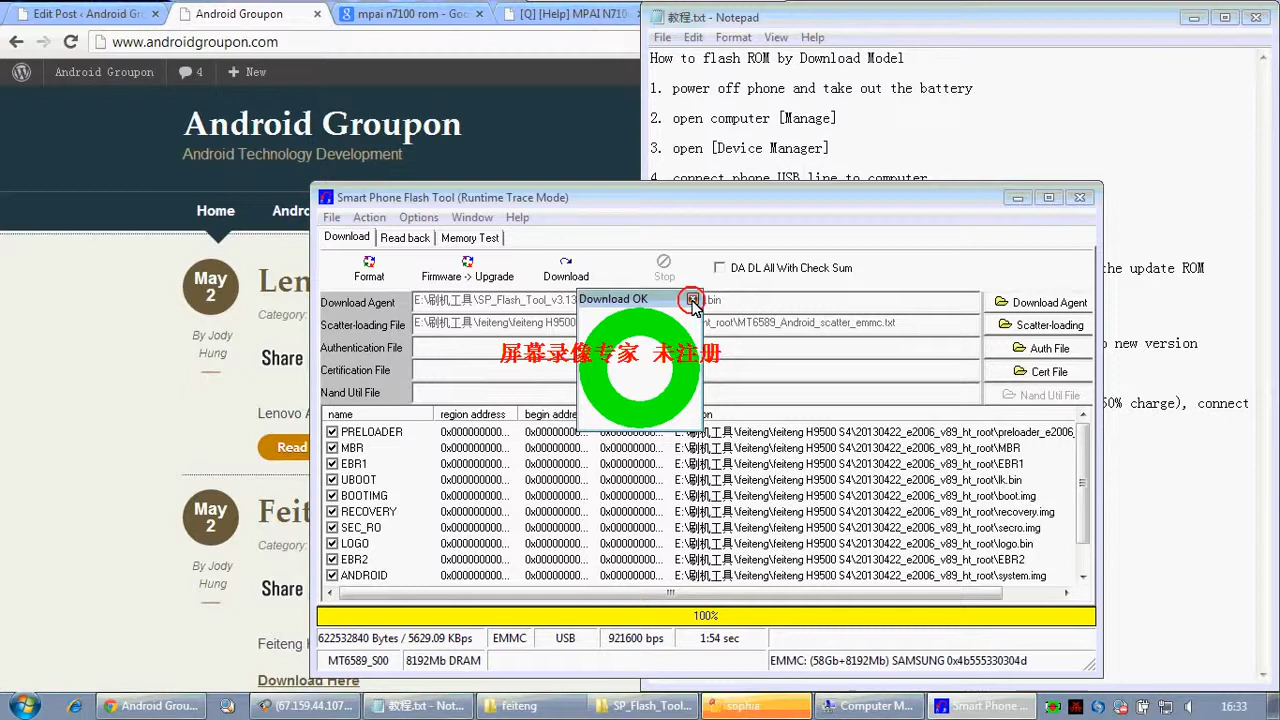 Edit Post ‹ Android Grou
Android Groupon
mpai n7100 rom - Goo
[Q] [Help] MPAI N710
www.androidgroupon.com
Android Groupon
4
New
Android Groupon
Android Technology Development
Home
Andro
May
2
Len
By Jody
Hung
Category:
Share
Lenovo A
Read
May
2
Feit
By Jody
Hung
Category:
Share
Feiteng H
Download Here
教程.txt - Notepad
File Edit Format View Help
How to flash ROM by Download Model
1. power off phone and take out the battery
2. open computer [Manage]
3. open [Device Manager]
4. connect phone USB line to computer
the update ROM
o new version
50% charge), connect
Smart Phone Flash Tool (Runtime Trace Mode)
File Action Options Window Help
Download Read back Memory Test
Format
Firmware -> Upgrade
Download
Stop
DA DL All With Check Sum
Download Agent E:\刷机工具\SP_Flash_Tool_v3.13 bin Download Agent
Scatter-loading File E:\刷机工具\feiteng\feiteng H9500 ht_root\MT6589_Android_scatter_emmc.txt Scatter-loading
Authentication File Auth File
Certification File Cert File
Nand Util File Nand Util File
Download OK
屏幕录像专家 未注册
name region address begin addre on
PRELOADER 0x000000000... 0x00000000... E:\刷机工具\feiteng\feiteng H9500 S4\20130422_e2006_v89_ht_root\preloader_e2006_
MBR 0x000000000... 0x00000000... E:\刷机工具\feiteng\feiteng H9500 S4\20130422_e2006_v89_ht_root\MBR
EBR1 0x000000000... 0x00000000... E:\刷机工具\feiteng\feiteng H9500 S4\20130422_e2006_v89_ht_root\EBR1
UBOOT 0x000000000... 0x00000000... E:\刷机工具\feiteng\feiteng H9500 S4\20130422_e2006_v89_ht_root\lk.bin
BOOTIMG 0x000000000... 0x00000000... E:\刷机工具\feiteng\feiteng H9500 S4\20130422_e2006_v89_ht_root\boot.img
RECOVERY 0x000000000... 0x00000000... E:\刷机工具\feiteng\feiteng H9500 S4\20130422_e2006_v89_ht_root\recovery.img
SEC_RO 0x000000000... 0x00000000... E:\刷机工具\feiteng\feiteng H9500 S4\20130422_e2006_v89_ht_root\secro.img
LOGO 0x000000000... 0x00000000... E:\刷机工具\feiteng\feiteng H9500 S4\20130422_e2006_v89_ht_root\logo.bin
EBR2 0x000000000... 0x00000000... E:\刷机工具\feiteng\feiteng H9500 S4\20130422_e2006_v89_ht_root\EBR2
ANDROID 0x000000000... 0x00000000... E:\刷机工具\feiteng\feiteng H9500 S4\20130422_e2006_v89_ht_root\system.img
100%
622532840 Bytes / 5629.09 KBps EMMC USB 921600 bps 1:54 sec
MT6589_S00 8192Mb DRAM EMMC: (58Gb+8192Mb) SAMSUNG 0x4b555330304d
Android Grou...
(67.159.44.107...
教程.txt - Not...
feiteng
SP_Flash_Tool...
sophia
Computer M...
Smart Phone ...
16:33